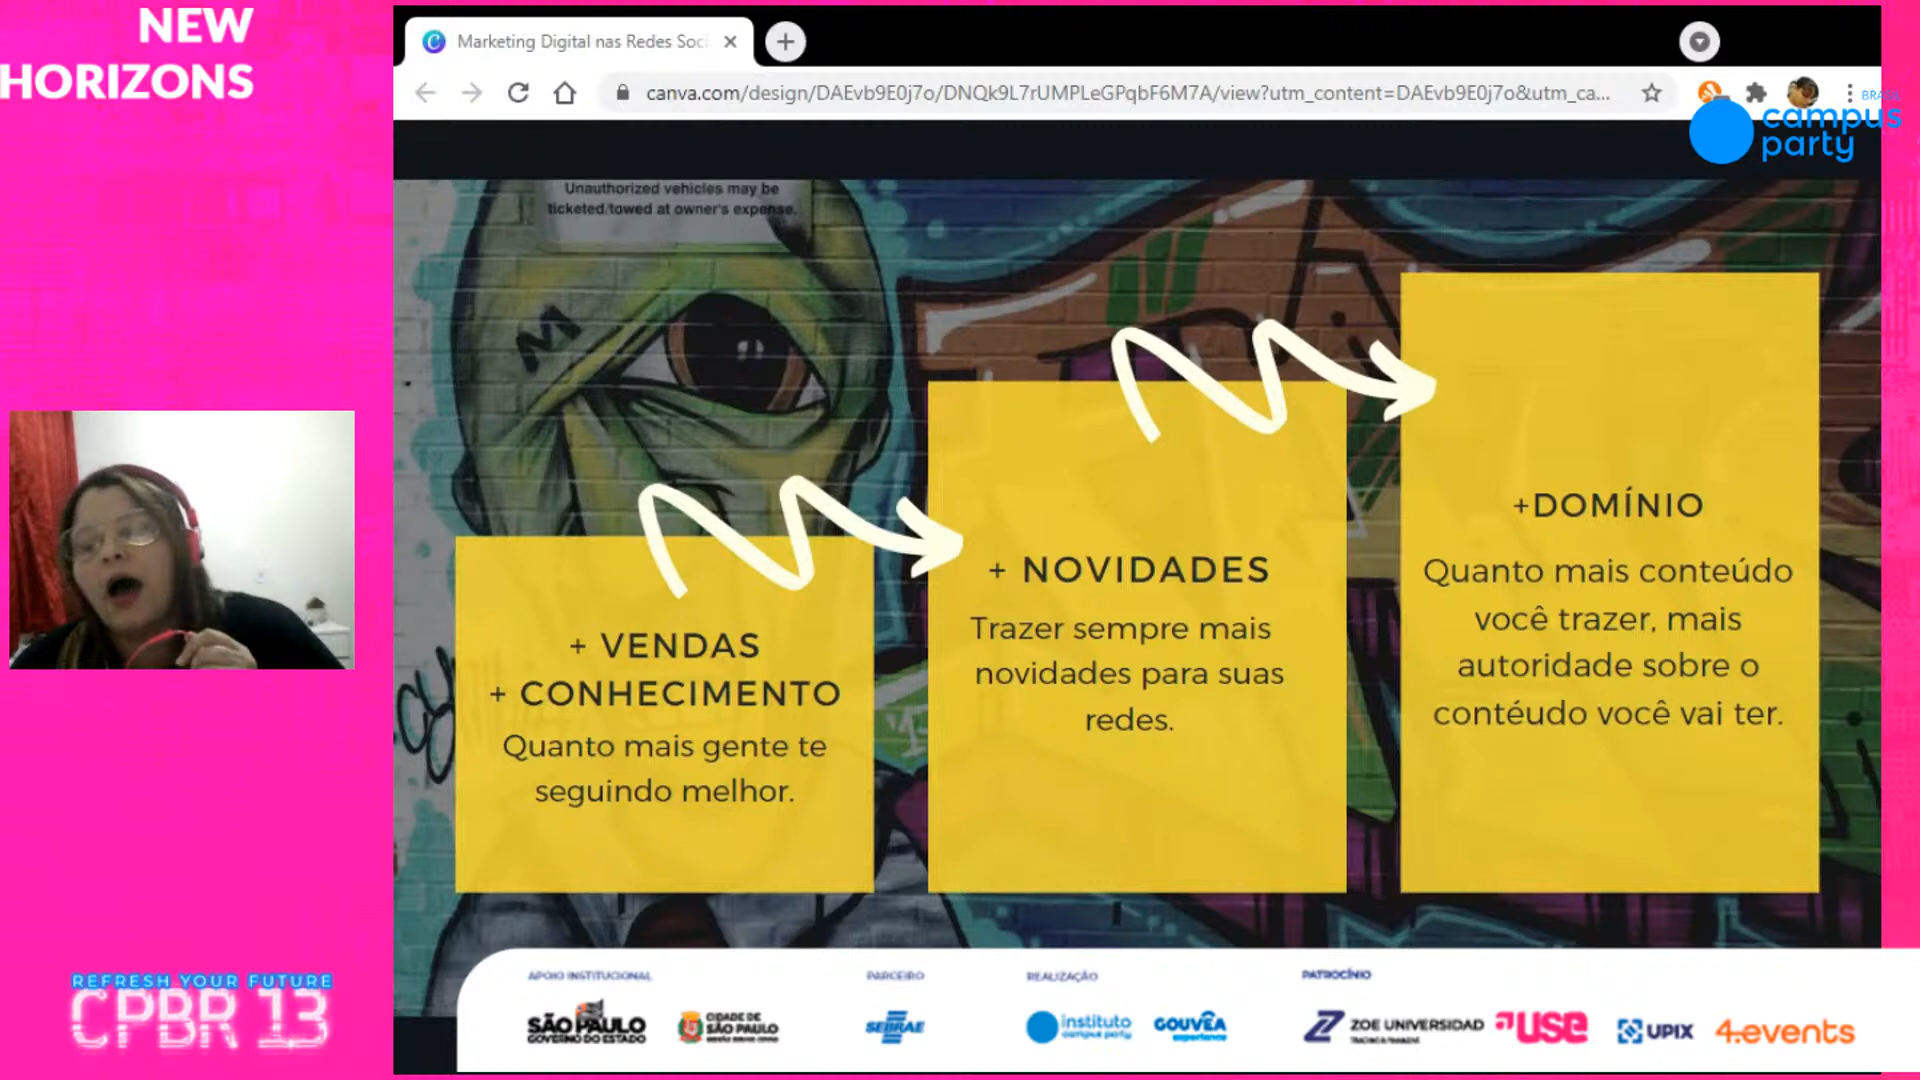 NEW
HORIZONS
Marketing Digital nas Redes Soci
canva.com/design/DAEvb9E0j7o/DNQk9L7rUMPLeGPqbF6M7A/view?utm_content=DAEvb9E0j7o&utm_ca...
BRASIL
campus
party
Unauthorized vehicles may be
ticketed/towed at owner's expense.
M
+ VENDAS
+ CONHECIMENTO
Quanto mais gente te
seguindo melhor.
+ NOVIDADES
Trazer sempre mais
novidades para suas
redes.
+DOMÍNIO
Quanto mais conteúdo
você trazer, mais
autoridade sobre o
contéudo você vai ter.
REFRESH YOUR FUTURE
CPBR 13
APOIO INSTITUCIONAL
SÃO PAULO
GOVERNO DO ESTADO
CIDADE DE
SÃO PAULO
PARCEIRO
SEBRAE
REALIZAÇÃO
instituto
campus party
GOUVÊA
experience
PATROCÍNIO
ZOE UNIVERSIDAD
USE
UPIX
4.events